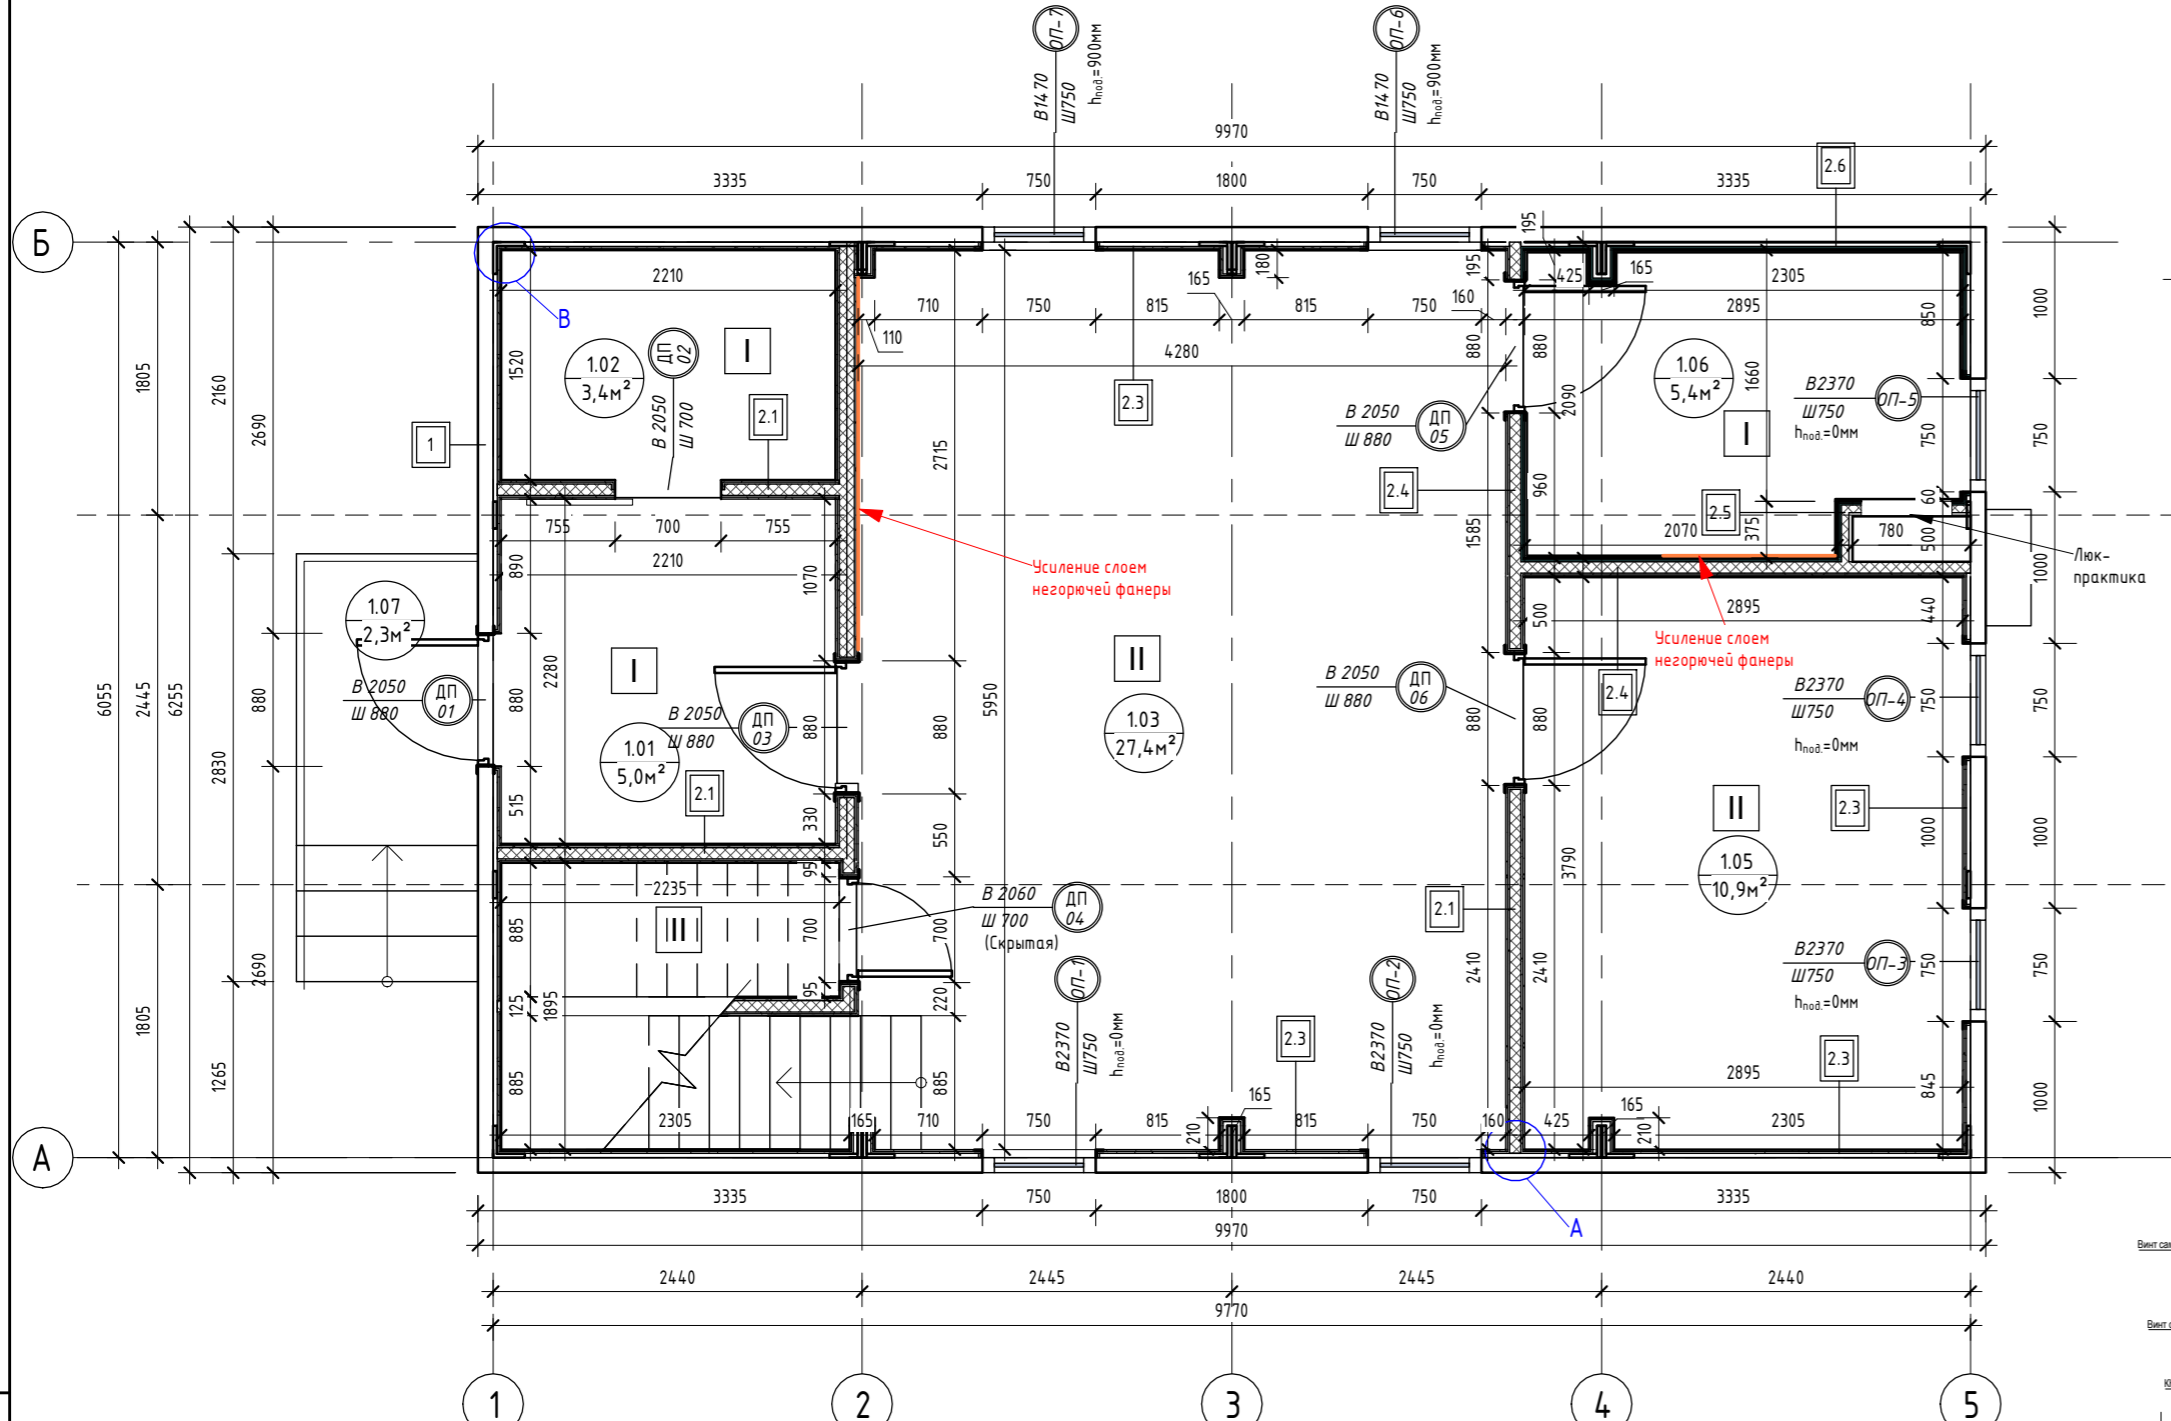 ОП-7
В1470
Ш750
hпод.=900мм
ОП-6
В1470
Ш750
hпод.=900мм
9970
3335
750
1800
750
3335
2.6
Б
195
2210
180
165
195
425
165
2305
1000
710
750
815
815
750
160
2895
850
110
В
4280
880
880
1805
2160
2690
1520
1.02
3,4м²
ДП
02
I
В 2050
Ш 700
2.1
2.3
2090
1.06
5,4м²
1660
В2370
Ш750
hпод.=0мм
ОП-5
750
750
1
В 2050
Ш 880
ДП
05
I
2715
2.4
960
2.5
60
755
700
755
1585
2070
375
780
500
Люк-
практика
1000
890
2210
1070
Усиление слоем
негорючей фанеры
1.07
2,3м²
500
2895
440
Усиление слоем
негорючей фанеры
6055
2445
6255
880
2830
В 2050
Ш 880
ДП
01
880
2280
I
В 2050
Ш 880
ДП
03
880
880
5950
II
1.03
27,4м²
В 2050
Ш 880
ДП
06
880
880
2.4
В2370
Ш750
hпод.=0мм
ОП-4
750
750
1.01
5,0м²
515
2.1
330
550
3790
II
2.3
1000
1000
1.05
10,9м²
95
2235
885
II
700
700
В 2060
Ш 700
(Скрытая)
ДП
04
2.1
1805
1265
2690
125
1895
95
220
ОП-1
В2370
Ш750
hпод.=0мм
ОП-2
В2370
Ш750
hпод.=0мм
2410
2410
В2370
Ш750
hпод.=0мм
ОП-3
750
750
2.3
2.3
885
885
2895
845
1000
2305
165
710
750
815
210
165
815
750
160
425
165
210
2305
А
3335
750
1800
750
3335
А
9970
2440
2445
2445
2440
9770
1
2
3
4
5